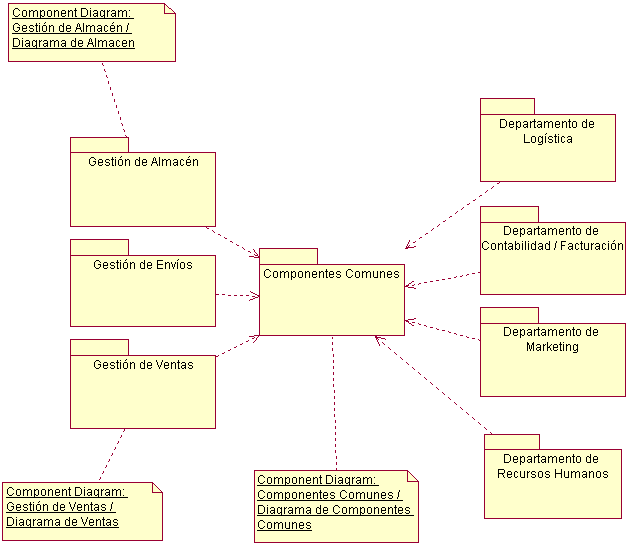 Component Diagram:
Gestión de Almacén /
Diagrama de Almacen
Gestión de Almacén
Gestión de Envíos
Gestión de Ventas
Component Diagram:
Gestión de Ventas /
Diagrama de Ventas
Componentes Comunes
Component Diagram:
Componentes Comunes /
Diagrama de Componentes
Comunes
Departamento de
Logística
Departamento de
Contabilidad / Facturación
Departamento de
Marketing
Departamento de
Recursos Humanos